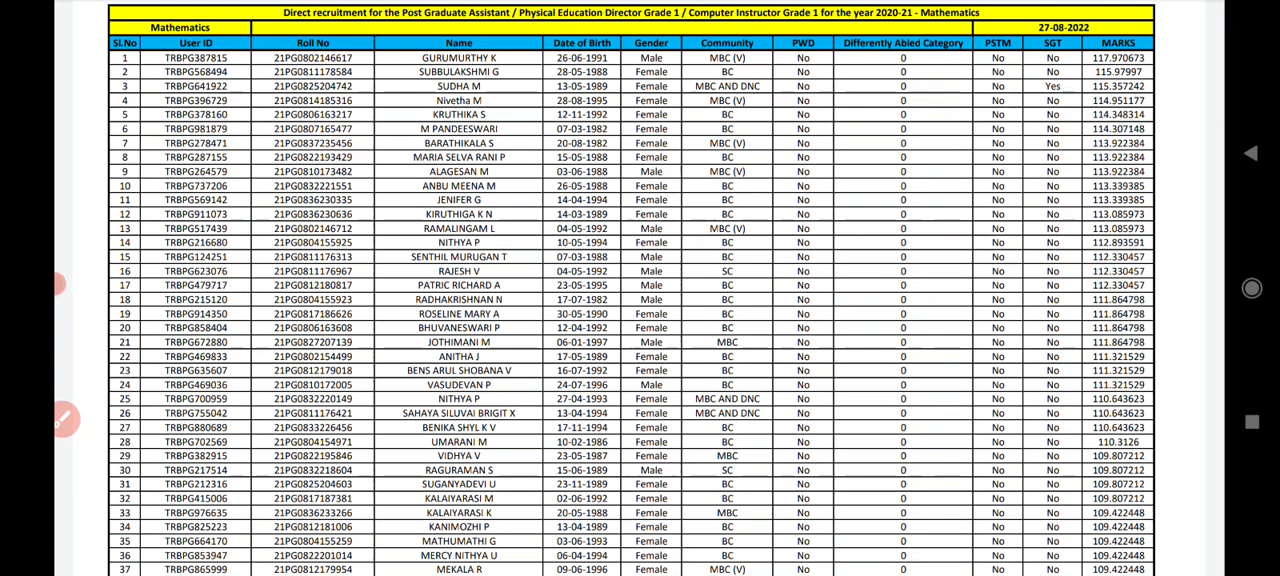 Direct recruitment for the Post Graduate Assistant / Physical Education Director Grade 1 / Computer Instructor Grade 1 for the year 2020-21 - Mathematics
Mathematics 27-08-2022
Sl.No User ID Roll No Name Date of Birth Gender Community PWD Differently Abled Category PSTM SGT MARKS
1 TRBPG387815 21PG0802146617 GURUMURTHY K 26-06-1991 Male MBC (V) No 0 No No 117.970673
2 TRBPG568494 21PG0811178584 SUBBULAKSHMI G 28-05-1988 Female BC No 0 No No 115.97997
3 TRBPG641922 21PG0825204742 SUDHA M 13-05-1989 Female MBC AND DNC No 0 No Yes 115.357242
4 TRBPG396729 21PG0814185316 Nivetha M 28-08-1995 Female MBC (V) No 0 No No 114.951177
5 TRBPG378160 21PG0806163217 KRUTHIKA S 12-11-1992 Female BC No 0 No No 114.348314
6 TRBPG981879 21PG0807165477 M PANDEESWARI 07-03-1982 Female BC No 0 No No 114.307148
7 TRBPG278471 21PG0837235456 BARATHIKALA S 20-08-1982 Female MBC (V) No 0 No No 113.922384
8 TRBPG287155 21PG0822193429 MARIA SELVA RANI P 15-05-1988 Female BC No 0 No No 113.922384
9 TRBPG264579 21PG0810173482 ALAGESAN M 03-06-1988 Male MBC (V) No 0 No No 113.922384
10 TRBPG737206 21PG0832221551 ANBU MEENA M 26-05-1988 Female BC No 0 No No 113.339385
11 TRBPG569142 21PG0836230335 JENIFER G 14-04-1994 Female BC No 0 No No 113.339385
12 TRBPG911073 21PG0836230636 KIRUTHIGA K N 14-03-1989 Female BC No 0 No No 113.085973
13 TRBPG517439 21PG0802146712 RAMALINGAM L 04-05-1992 Male MBC (V) No 0 No No 113.085973
14 TRBPG216680 21PG0804155925 NITHYA P 10-05-1994 Female BC No 0 No No 112.893591
15 TRBPG124251 21PG0811176313 SENTHIL MURUGAN T 07-03-1988 Male BC No 0 No No 112.330457
16 TRBPG623076 21PG0811176967 RAJESH V 04-05-1992 Male SC No 0 No No 112.330457
17 TRBPG479717 21PG0812180817 PATRIC RICHARD A 23-05-1995 Male BC No 0 No No 112.330457
18 TRBPG215120 21PG0804155923 RADHAKRISHNAN N 17-07-1982 Male BC No 0 No No 111.864798
19 TRBPG914350 21PG0817186626 ROSELINE MARY A 30-05-1990 Female BC No 0 No No 111.864798
20 TRBPG858404 21PG0806163608 BHUVANESWARI P 12-04-1992 Female BC No 0 No No 111.864798
21 TRBPG672880 21PG0827207139 JOTHIMANI M 06-01-1997 Male MBC No 0 No No 111.864798
22 TRBPG469833 21PG0802154499 ANITHA J 17-05-1989 Female BC No 0 No No 111.321529
23 TRBPG635607 21PG0812179018 BENS ARUL SHOBANA V 16-07-1992 Female BC No 0 No No 111.321529
24 TRBPG469036 21PG0810172005 VASUDEVAN P 24-07-1996 Male BC No 0 No No 111.321529
25 TRBPG700959 21PG0832220149 NITHYA P 27-04-1993 Female MBC AND DNC No 0 No No 110.643623
26 TRBPG755042 21PG0811176421 SAHAYA SILUVAI BRIGIT X 13-04-1994 Female MBC AND DNC No 0 No No 110.643623
27 TRBPG880689 21PG0833226456 BENIKA SHYL K V 17-11-1994 Female BC No 0 No No 110.643623
28 TRBPG702569 21PG0804154971 UMARANI M 10-02-1986 Female BC No 0 No No 110.3126
29 TRBPG382915 21PG0822195846 VIDHYA V 23-05-1987 Female MBC No 0 No No 109.807212
30 TRBPG217514 21PG0832218604 RAGURAMAN S 15-06-1989 Male SC No 0 No No 109.807212
31 TRBPG212316 21PG0825204603 SUGANYADEVI U 23-11-1989 Female BC No 0 No No 109.807212
32 TRBPG415006 21PG0817187381 KALAIYARASI M 02-06-1992 Female BC No 0 No No 109.807212
33 TRBPG976635 21PG0836233266 KALAIYARASI K 20-05-1988 Female MBC No 0 No No 109.422448
34 TRBPG825223 21PG0812181006 KANIMOZHI P 13-04-1989 Female BC No 0 No No 109.422448
35 TRBPG664170 21PG0804155259 MATHUMATHI G 03-06-1993 Female BC No 0 No No 109.422448
36 TRBPG853947 21PG0822201014 MERCY NITHYA U 06-04-1994 Female BC No 0 No No 109.422448
37 TRBPG865999 21PG0812179954 MEKALA R 09-06-1996 Female MBC (V) No 0 No No 109.422448